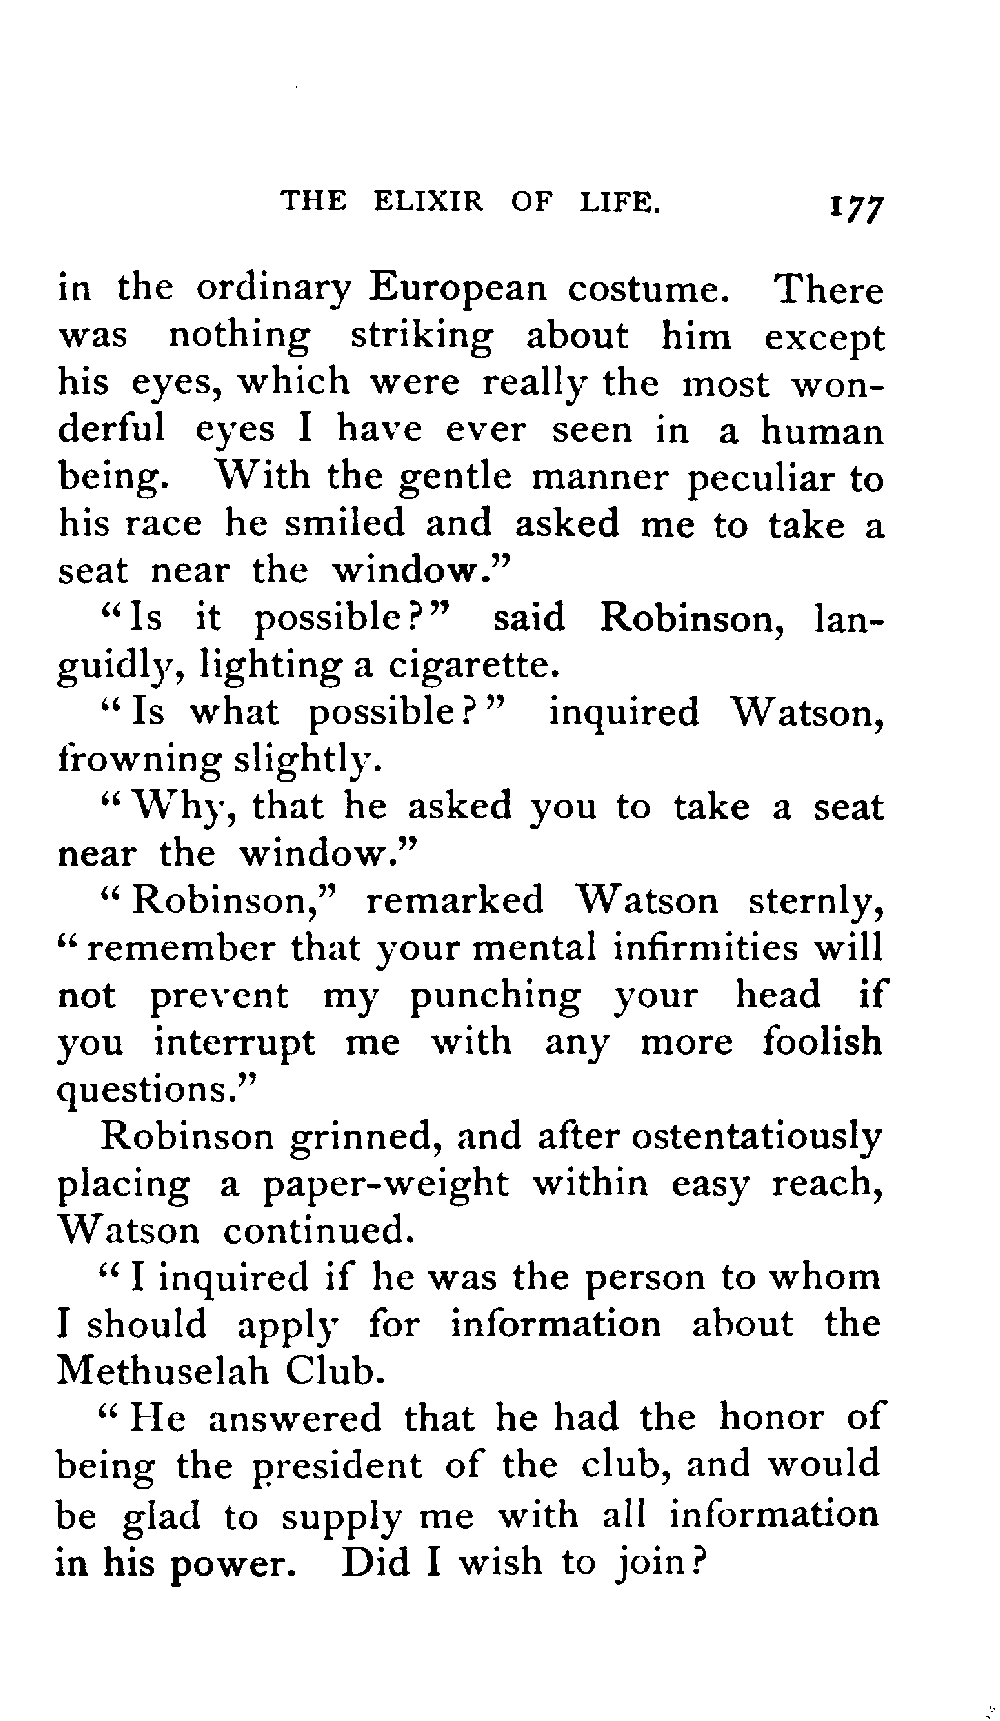 THE ELIXIR OF LIFE. 177
in the ordinary European costume. There
was nothing striking about him except
his eyes, which were really the most won-
derful eyes I have ever seen in a human
being. With the gentle manner peculiar to
his race he smiled and asked me to take a
seat near the window.”
“Is it possible?” said Robinson, lan-
guidly, lighting a cigarette.
“Is what possible?” inquired Watson,
frowning slightly.
“Why, that he asked you to take a seat
near the window.”
“Robinson,” remarked Watson sternly,
“remember that your mental infirmities will
not prevent my punching your head if
you interrupt me with any more foolish
questions.”
Robinson grinned, and after ostentatiously
placing a paper-weight within easy reach,
Watson continued.
“I inquired if he was the person to whom
I should apply for information about the
Methuselah Club.
“He answered that he had the honor of
being the president of the club, and would
be glad to supply me with all information
in his power. Did I wish to join?